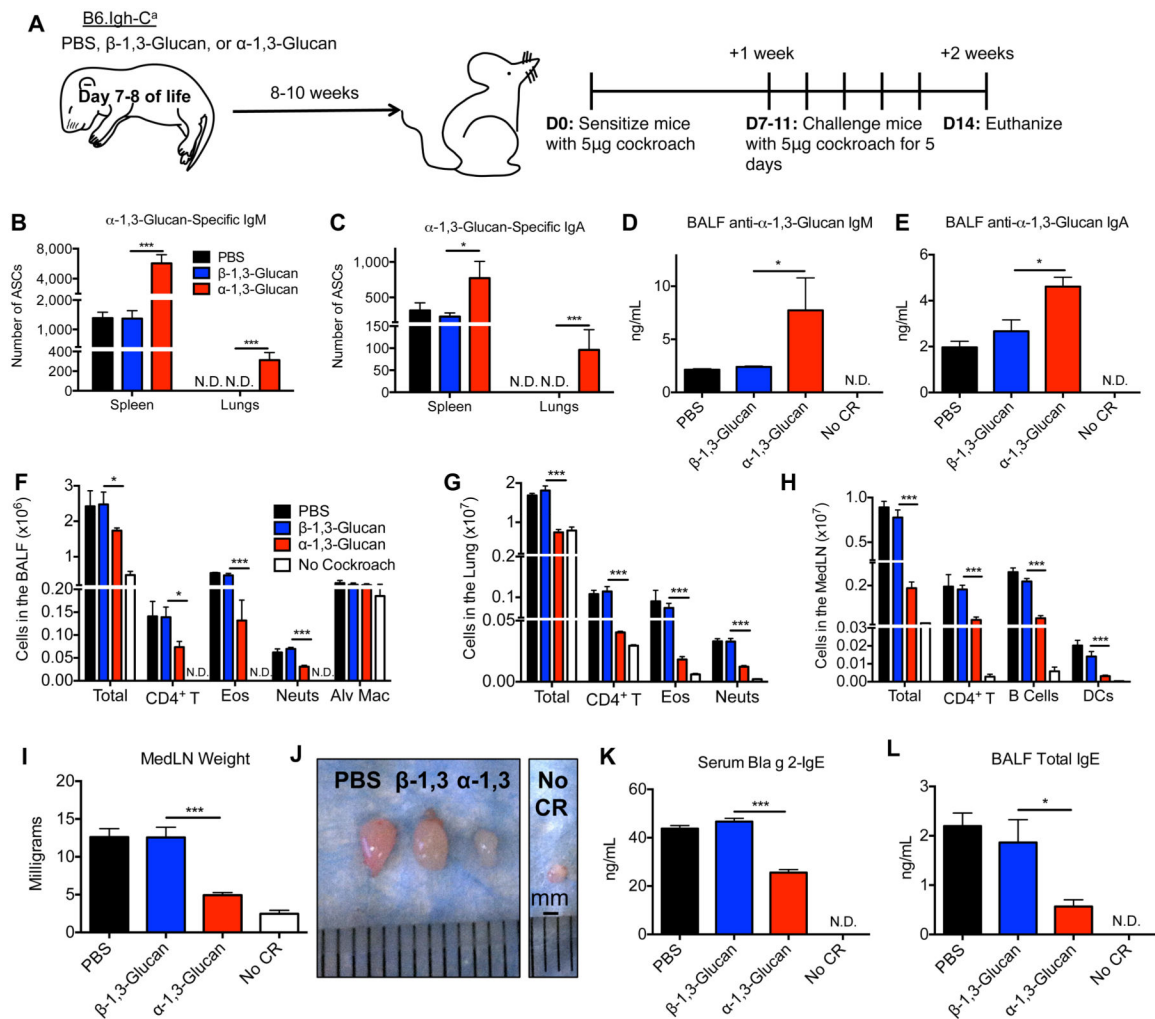 A
B6.Igh-Cᵃ
PBS, β-1,3-Glucan, or α-1,3-Glucan
Day 7-8 of life
8-10 weeks
+1 week
+2 weeks
D0: Sensitize mice
with 5µg cockroach
D7-11: Challenge mice
with 5µg cockroach for 5
days
D14: Euthanize
B
α-1,3-Glucan-Specific IgM
Number of ASCs
8,000
6,000
4,000
2,000
1,000
400
200
0
***
***
PBS
β-1,3-Glucan
α-1,3-Glucan
N.D. N.D.
Spleen
Lungs
C
α-1,3-Glucan-Specific IgA
Number of ASCs
1,000
500
150
100
50
0
*
***
N.D. N.D.
Spleen
Lungs
D
BALF anti-α-1,3-Glucan IgM
ng/mL
10
5
0
*
N.D.
PBS
β-1,3-Glucan
α-1,3-Glucan
No CR
E
BALF anti-α-1,3-Glucan IgA
ng/mL
6
4
2
0
*
N.D.
PBS
β-1,3-Glucan
α-1,3-Glucan
No CR
F
Cells in the BALF (x10⁶)
3
2
1
0.20
0.15
0.10
0.05
0.00
*
*
***
***
N.D.
N.D.
N.D.
PBS
β-1,3-Glucan
α-1,3-Glucan
No Cockroach
Total
CD4⁺ T
Eos
Neuts
Alv Mac
G
Cells in the Lung (x10⁷)
2
1
0.2
0.1
0.05
0.00
***
***
***
***
Total
CD4⁺ T
Eos
Neuts
H
Cells in the MedLN (x10⁷)
1.0
0.5
0.2
0.03
0.02
0.01
0.00
***
***
***
***
Total
CD4⁺ T
B Cells
DCs
I
MedLN Weight
Milligrams
15
10
5
0
***
PBS
β-1,3-Glucan
α-1,3-Glucan
No CR
J
PBS β-1,3 α-1,3
No
CR
mm
K
Serum Bla g 2-IgE
ng/mL
60
40
20
0
***
N.D.
PBS
β-1,3-Glucan
α-1,3-Glucan
No CR
L
BALF Total IgE
ng/mL
3
2
1
0
*
N.D.
PBS
β-1,3-Glucan
α-1,3-Glucan
No CR